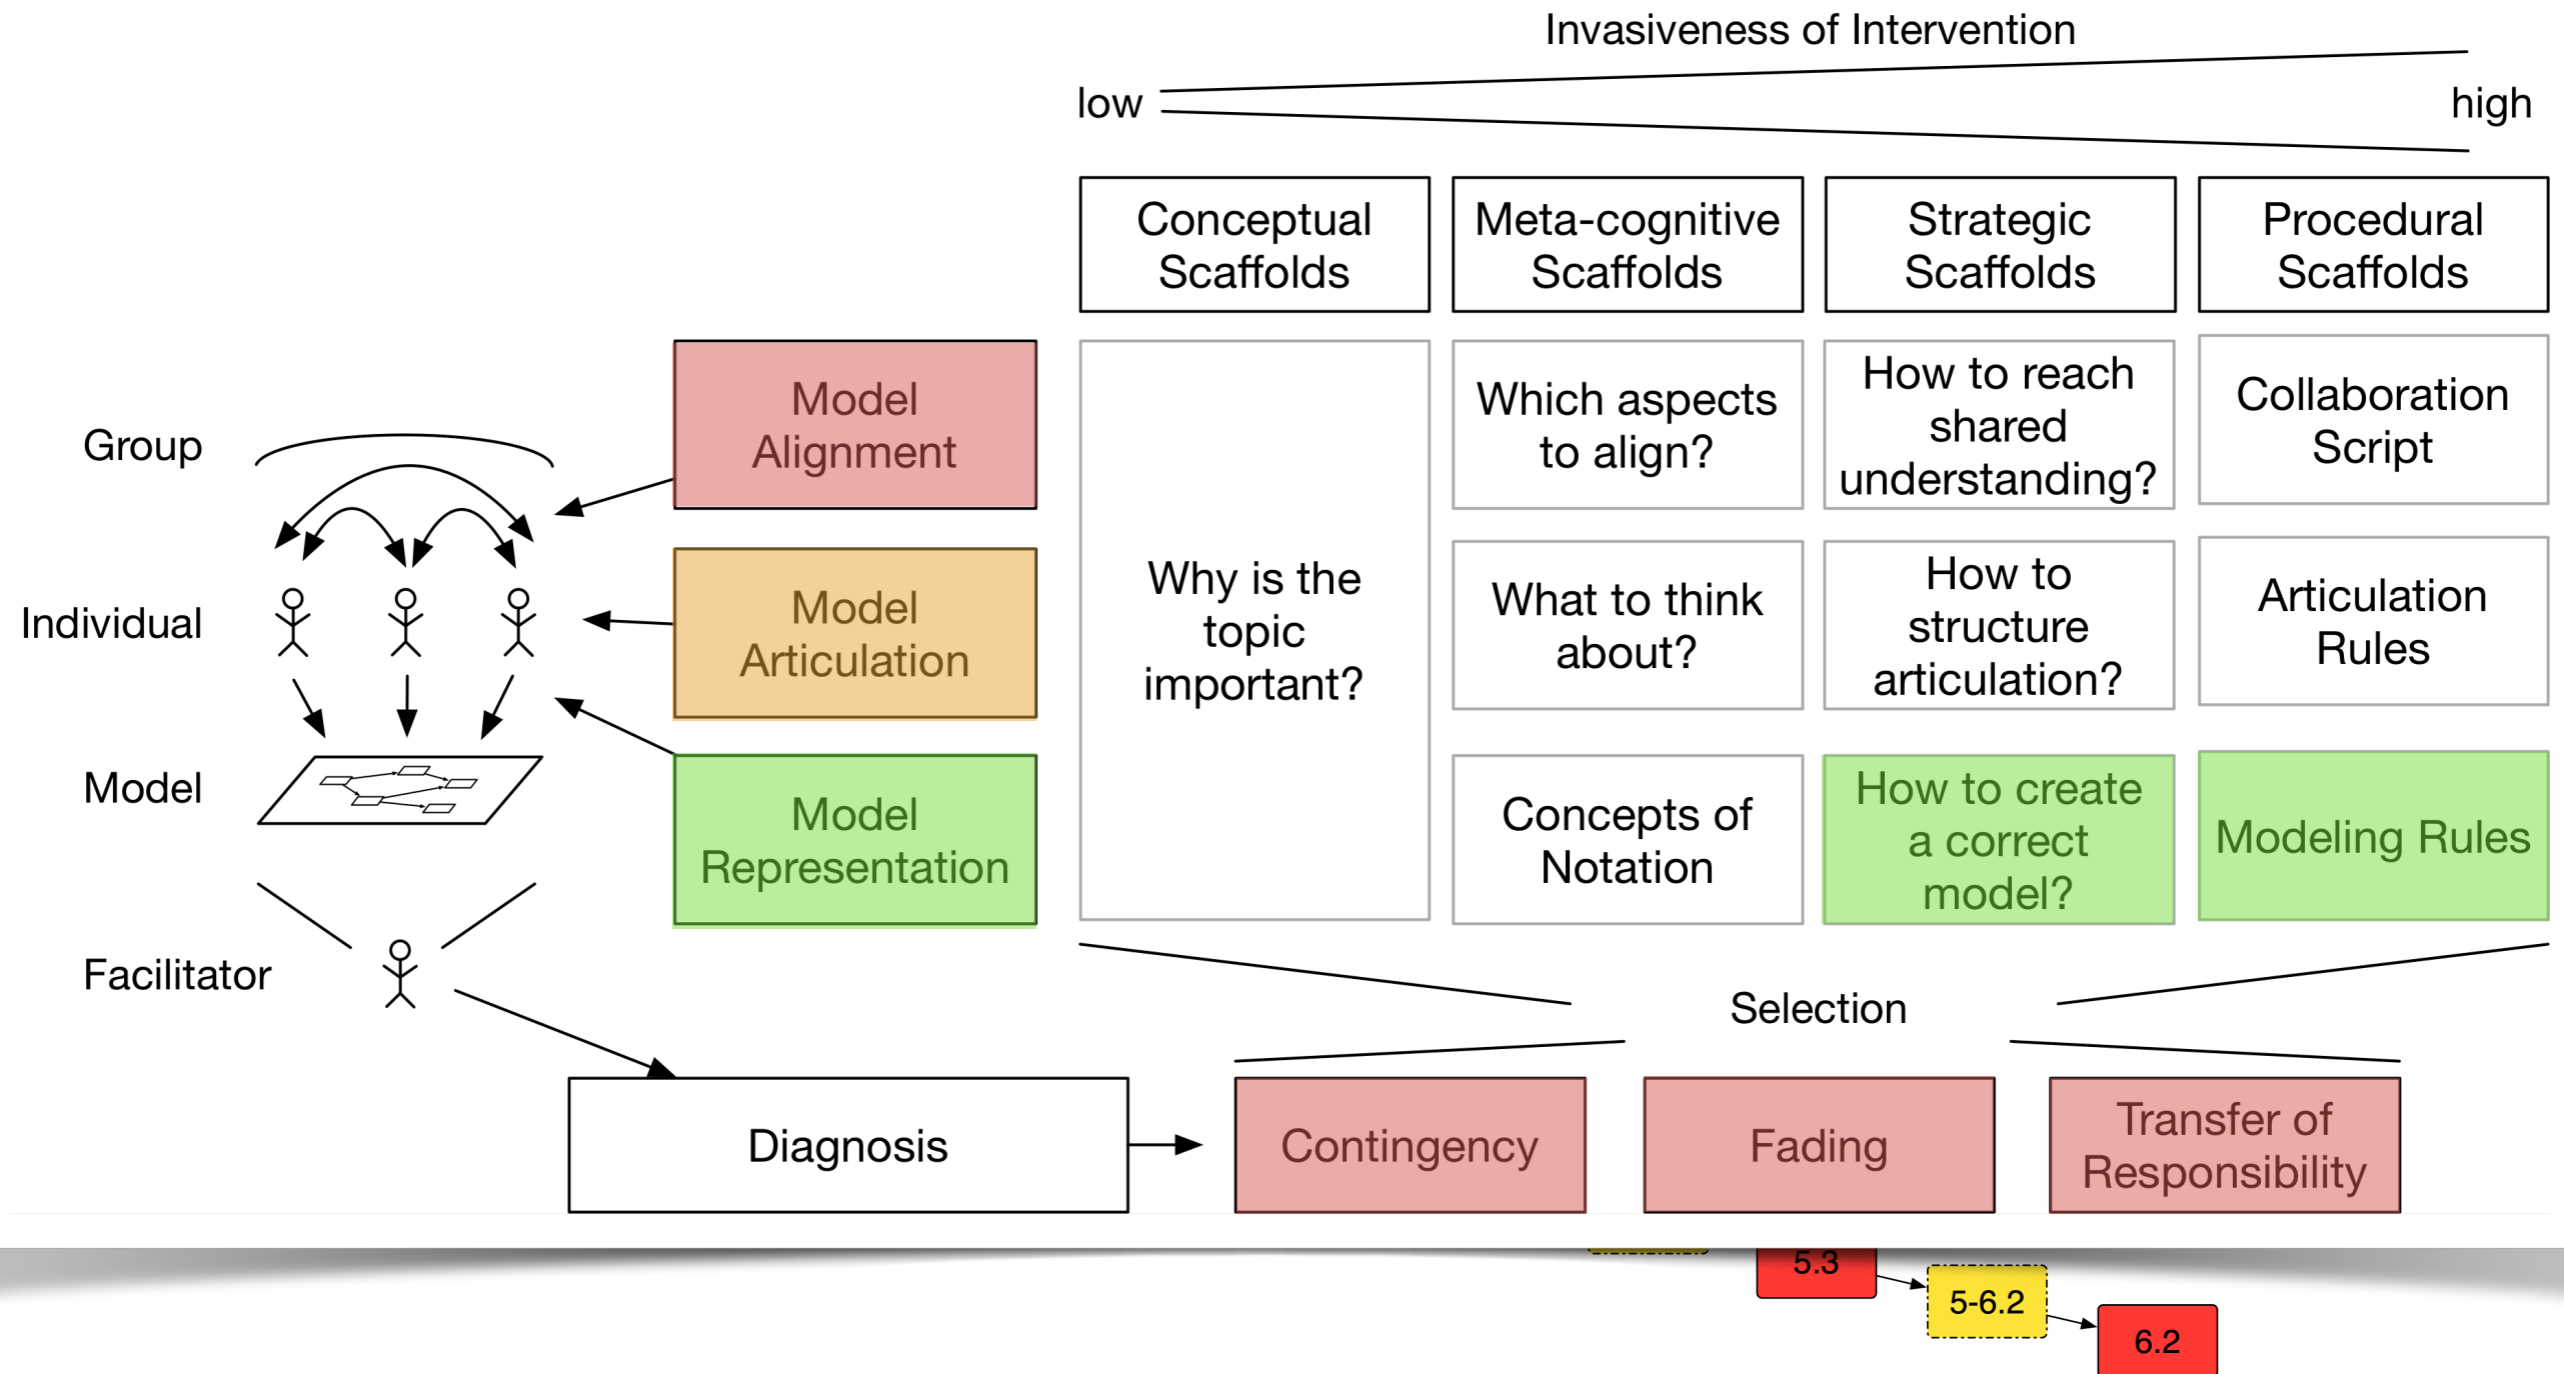 Invasiveness of Intervention
low
high
Conceptual
Scaffolds
Meta-cognitive
Scaffolds
Strategic
Scaffolds
Procedural
Scaffolds
Group
Individual
Model
Facilitator
Model
Alignment
Model
Articulation
Model
Representation
Why is the
topic
important?
Which aspects
to align?
How to reach
shared
understanding?
Collaboration
Script
What to think
about?
How to
structure
articulation?
Articulation
Rules
Concepts of
Notation
How to create
a correct
model?
Modeling Rules
Selection
Diagnosis
Contingency
Fading
Transfer of
Responsibility
5.3
5-6.2
6.2